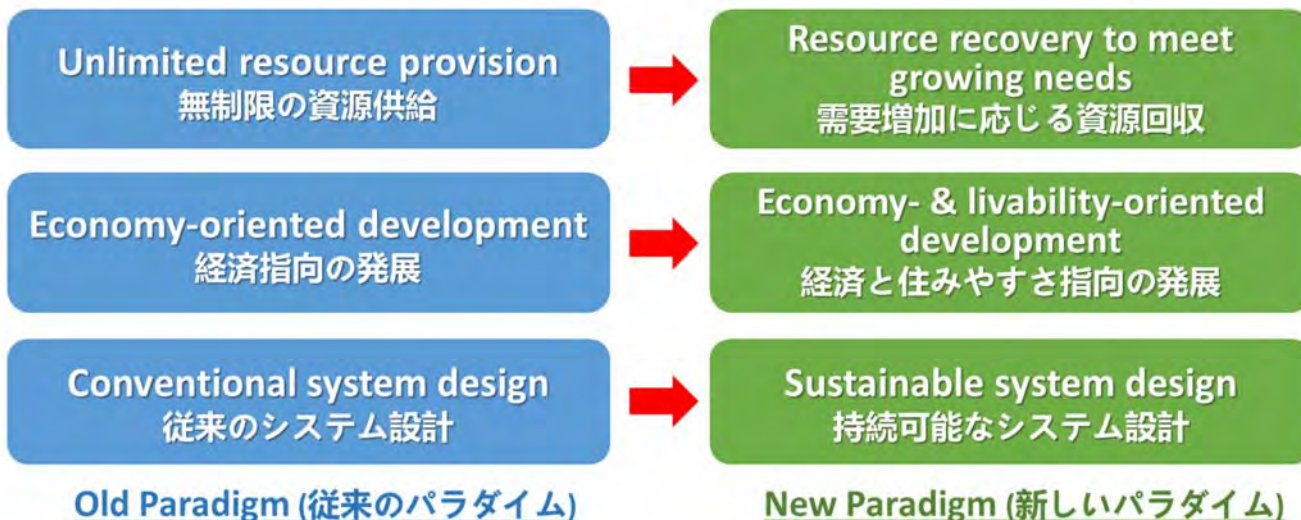 Unlimited resource provision
無制限の資源供給
Resource recovery to meet
growing needs
需要増加に応じる資源回収
Economy-oriented development
経済指向の発展
Economy- & livability-oriented
development
経済と住みやすさ指向の発展
Conventional system design
従来のシステム設計
Sustainable system design
持続可能なシステム設計
Old Paradigm (従来のパラダイム)
New Paradigm (新しいパラダイム)